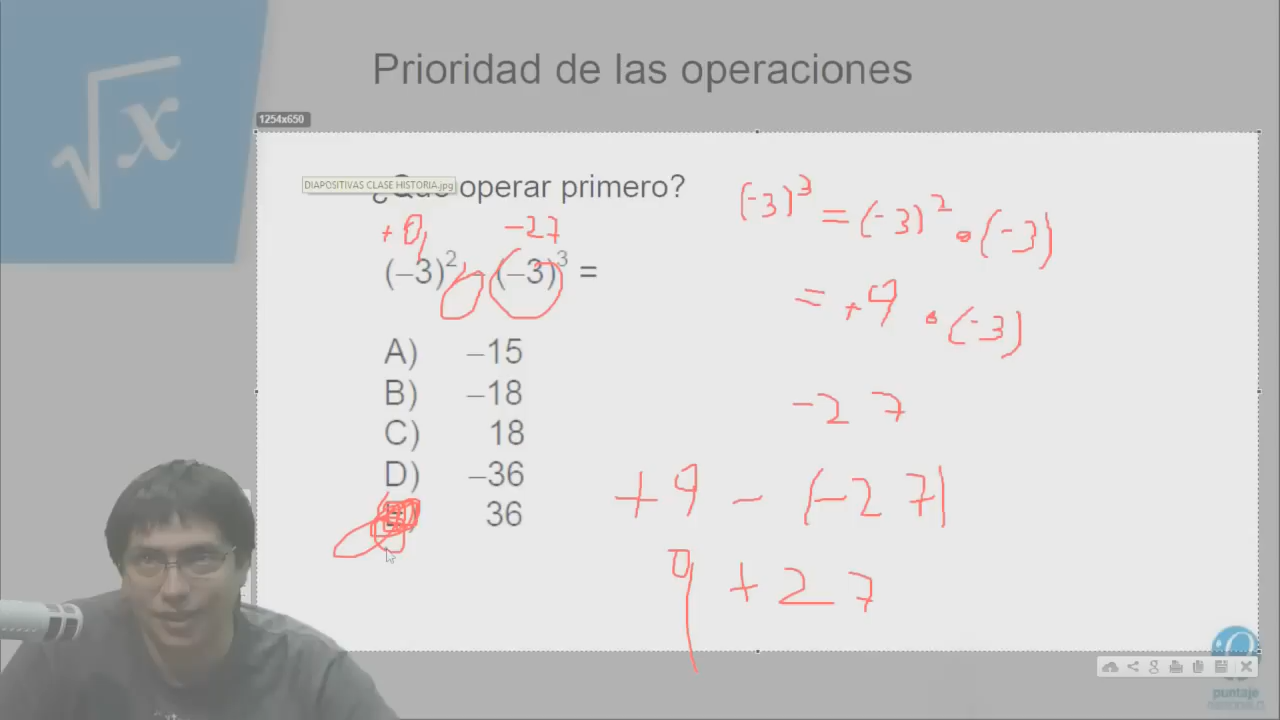 √x
Prioridad de las operaciones
1254x650
DIAPOSITIVAS CLASE HISTORIA.jpg
operar primero?
+9 -27
(−3)² − (−3)³ =
A) −15
B) −18
C) 18
D) −36
36
(-3)³ = (-3)² • (-3)
= +9 • (-3)
-27
+9 - (-27)
9 + 27
puntaje